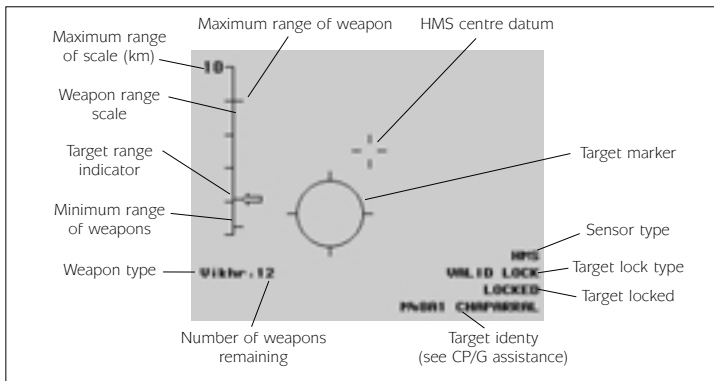 Maximum range of weapon
HMS centre datum
Maximum range
of scale (km)
10
Weapon range
scale
Target range
indicator
Target marker
Minimum range
of weapons
Sensor type
HMS
Weapon type
Vikhr:12
VALID LOCK
Target lock type
LOCKED
Target locked
M48A1 CHAPARRAL
Number of weapons
remaining
Target identy
(see CP/G assistance)